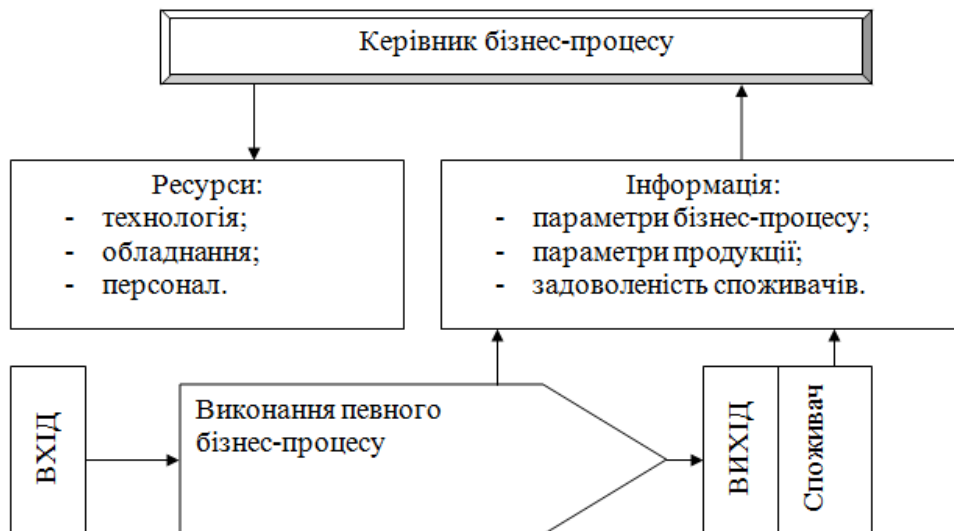 Керівник бізнес-процесу
Ресурси:
- технологія;
- обладнання;
- персонал.
Інформація:
- параметри бізнес-процесу;
- параметри продукції;
- задоволеність споживачів.
ВХІД
Виконання певного
бізнес-процесу
ВИХІД
Споживач